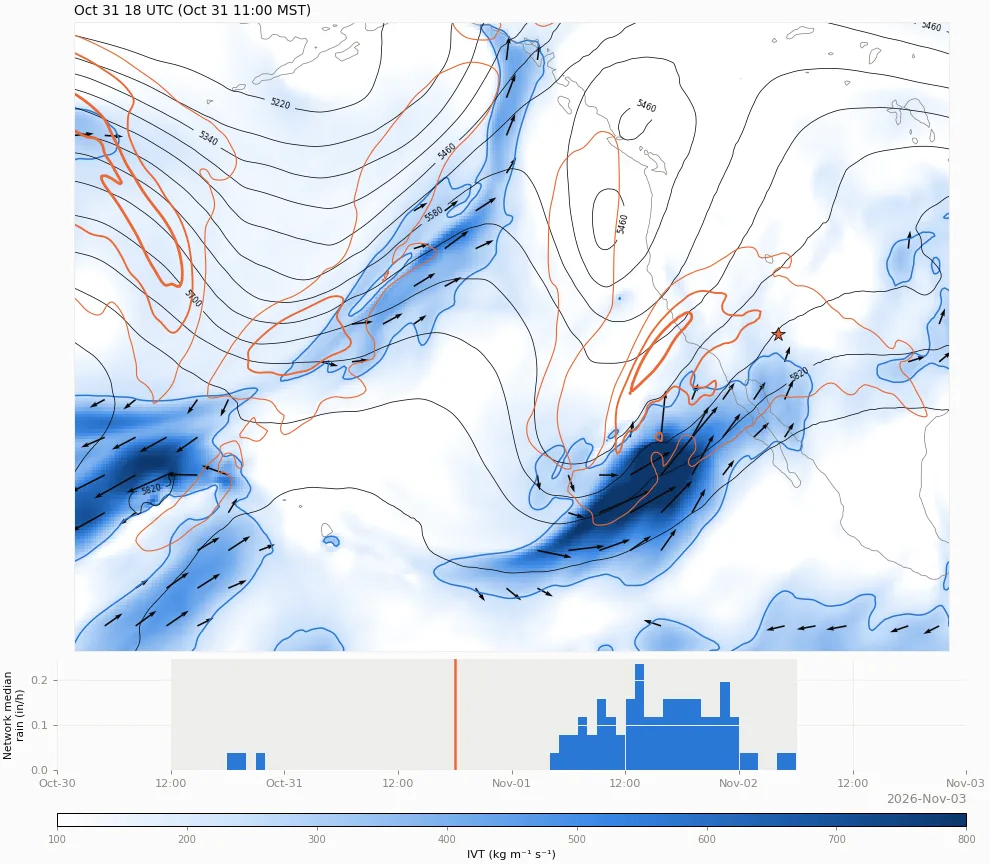 Oct 31 18 UTC (Oct 31 11:00 MST)
5460
5220
5460
5340
5460
5580
5460
5700
5820
5820
Network median
rain (in/h)
0.2
0.1
0.0
Oct-30
12:00
Oct-31
12:00
Nov-01
12:00
Nov-02
12:00
Nov-03
2026-Nov-03
100
200
300
400
500
600
700
800
IVT (kg m⁻¹ s⁻¹)